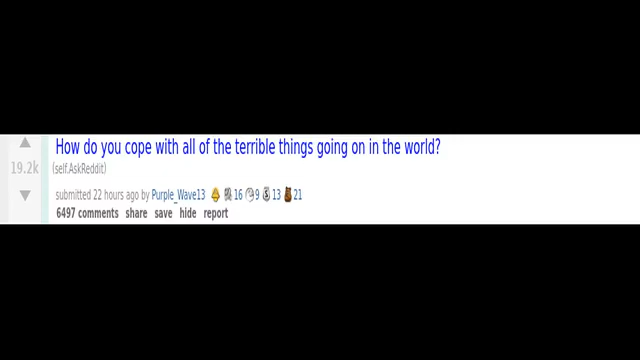 How do you cope with all of the terrible things going on in the world?
19.2k
(self.AskReddit)
submitted 22 hours ago by Purple_Wave13 16 9 13 21
6497 comments share save hide report